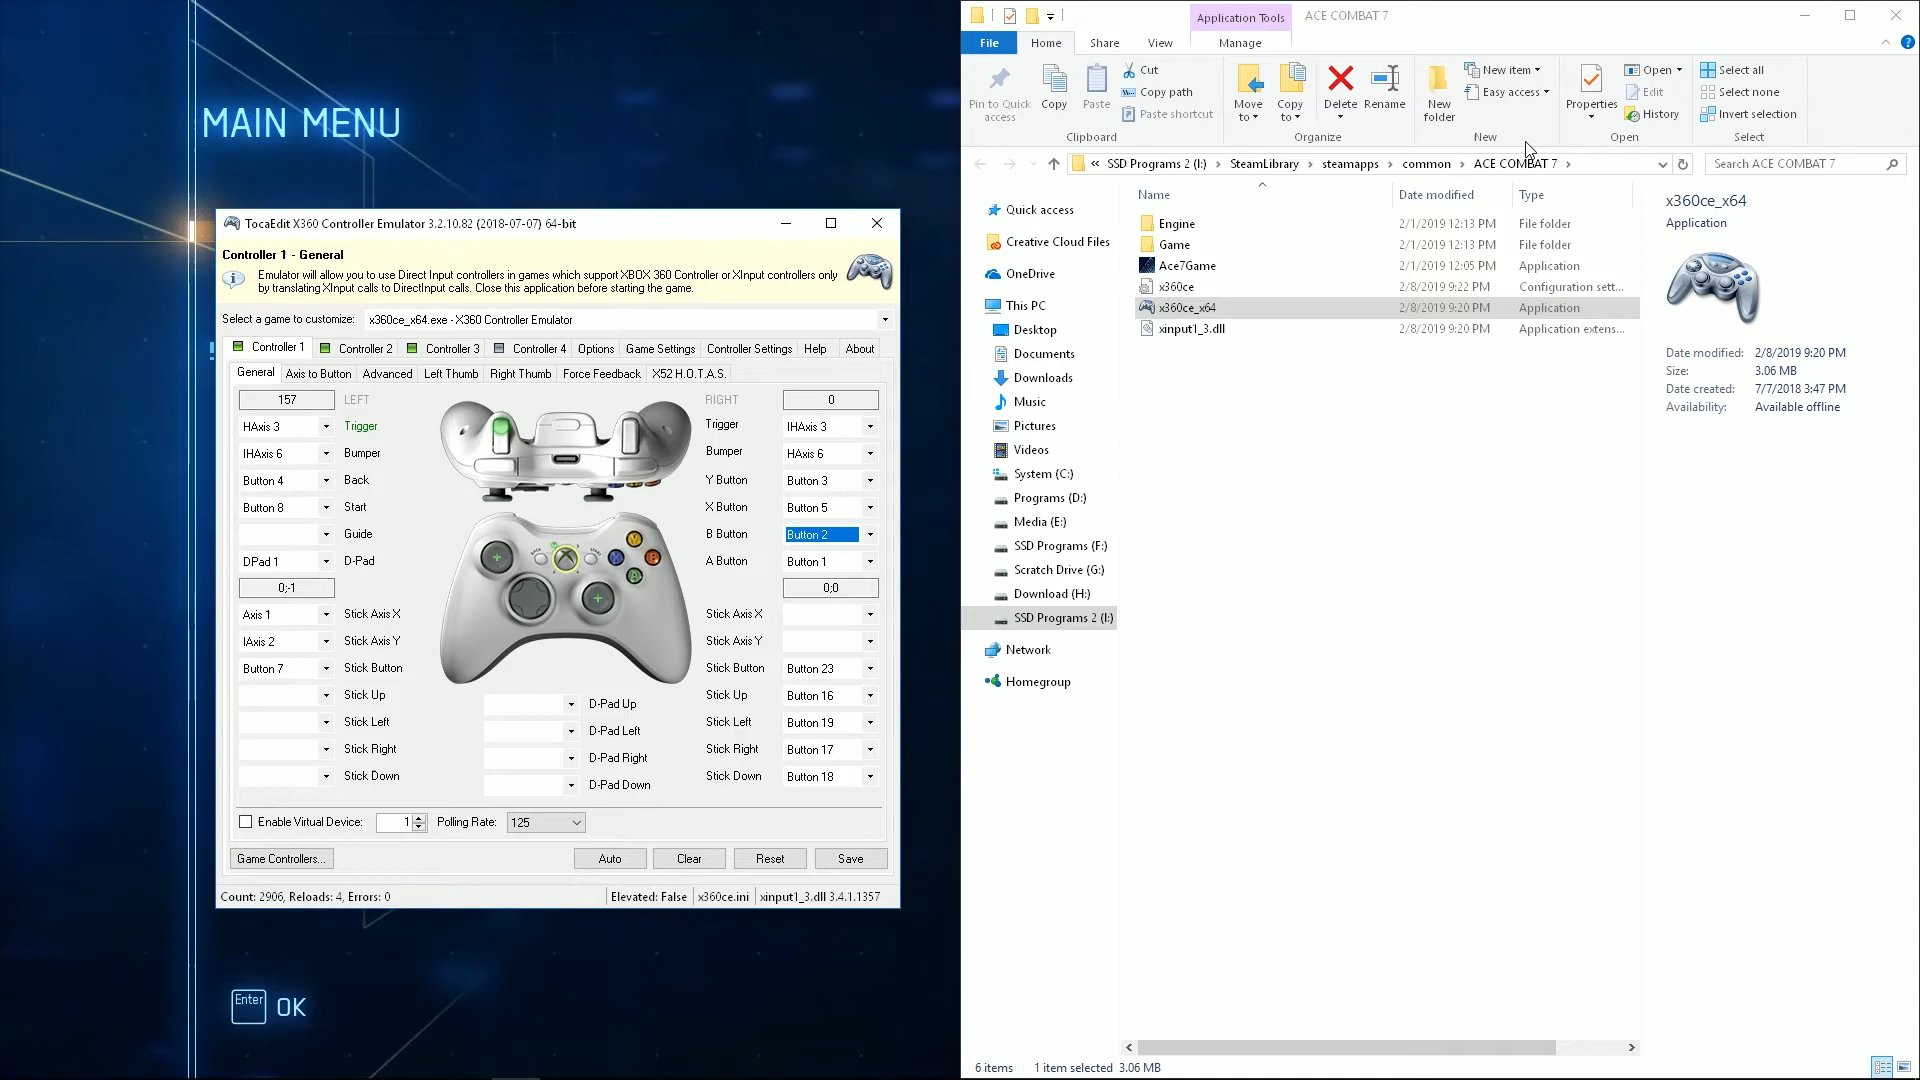 MAIN MENU
Enter OK
TocaEdit X360 Controller Emulator 3.2.10.82 (2018-07-07) 64-bit
Controller 1 - General
Emulator will allow you to use Direct Input controllers in games which support XBOX 360 Controller or XInput controllers only
by translating XInput calls to DirectInput calls. Close this application before starting the game.
Select a game to customize: x360ce_x64.exe - X360 Controller Emulator
Controller 1 Controller 2 Controller 3 Controller 4 Options Game Settings Controller Settings Help About
General Axis to Button Advanced Left Thumb Right Thumb Force Feedback X52 H.O.T.A.S.
157 LEFT RIGHT 0
HAxis 3 Trigger Trigger IHAxis 3
IHAxis 6 Bumper Bumper HAxis 6
Button 4 Back Y Button Button 3
Button 8 Start X Button Button 5
Guide B Button Button 2
DPad 1 D-Pad A Button Button 1
0;-1 0;0
Axis 1 Stick Axis X Stick Axis X
IAxis 2 Stick Axis Y Stick Axis Y
Button 7 Stick Button Stick Button Button 23
Stick Up Stick Up Button 16
D-Pad Up
Stick Left Stick Left Button 19
D-Pad Left
Stick Right Stick Right Button 17
D-Pad Right
Stick Down Stick Down Button 18
D-Pad Down
Enable Virtual Device: 1 Polling Rate: 125
Game Controllers... Auto Clear Reset Save
Count: 2906, Reloads: 4, Errors: 0 Elevated: False x360ce.ini xinput1_3.dll 3.4.1.1357
Application Tools ACE COMBAT 7
File Home Share View Manage
Pin to Quick access
Copy
Paste
Cut
Copy path
Paste shortcut
Clipboard
Move to
Copy to
Delete
Rename
Organize
New folder
New item
Easy access
New
Properties
Open
Edit
History
Open
Select all
Select none
Invert selection
Select
« SSD Programs 2 (I:) › SteamLibrary › steamapps › common › ACE COMBAT 7 ›
Search ACE COMBAT 7
Quick access
Creative Cloud Files
OneDrive
This PC
Desktop
Documents
Downloads
Music
Pictures
Videos
System (C:)
Programs (D:)
Media (E:)
SSD Programs (F:)
Scratch Drive (G:)
Download (H:)
SSD Programs 2 (I:)
Network
Homegroup
Name Date modified Type
Engine 2/1/2019 12:13 PM File folder
Game 2/1/2019 12:13 PM File folder
Ace7Game 2/1/2019 12:05 PM Application
x360ce 2/8/2019 9:22 PM Configuration sett...
x360ce_x64 2/8/2019 9:20 PM Application
xinput1_3.dll 2/8/2019 9:20 PM Application extens...
x360ce_x64
Application
Date modified: 2/8/2019 9:20 PM
Size: 3.06 MB
Date created: 7/7/2018 3:47 PM
Availability: Available offline
6 items 1 item selected 3.06 MB